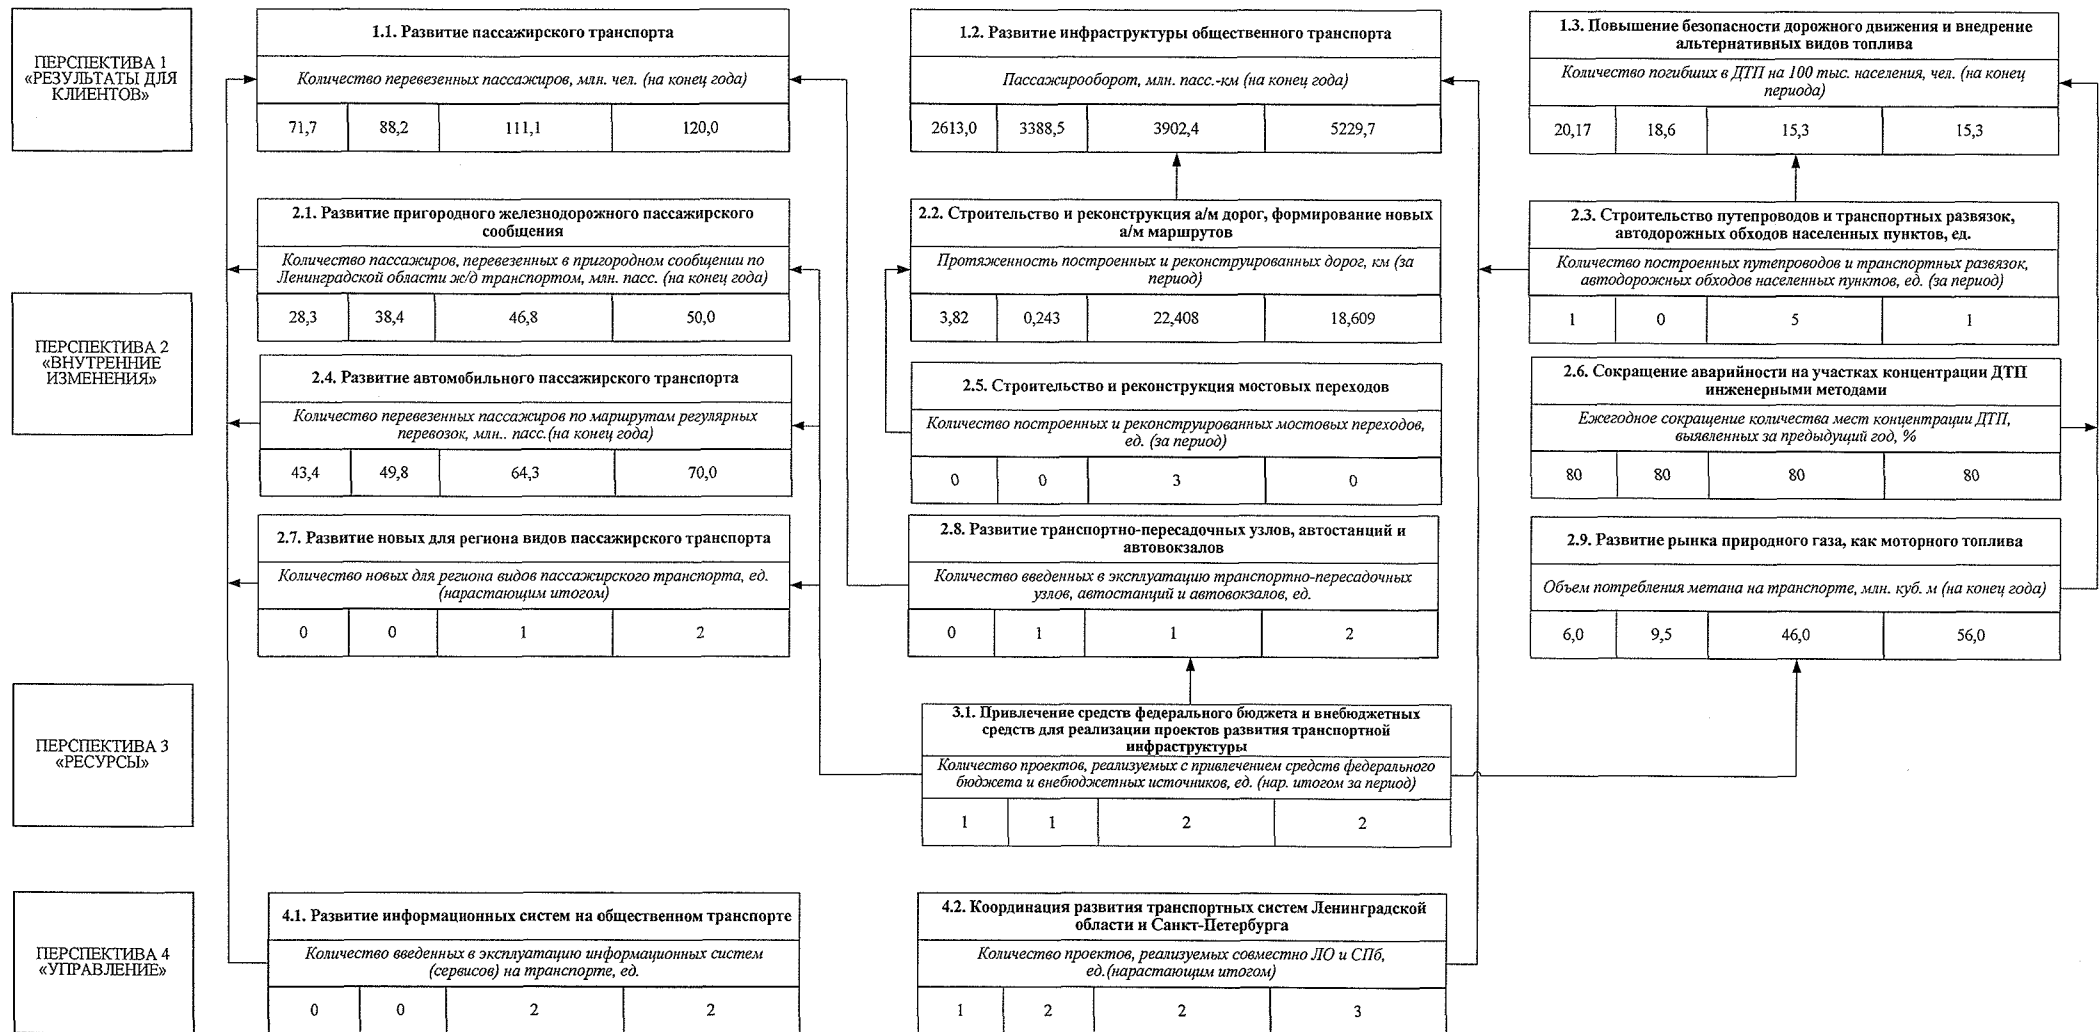 ПЕРСПЕКТИВА 1
«РЕЗУЛЬТАТЫ ДЛЯ
КЛИЕНТОВ»
1.1. Развитие пассажирского транспорта
Количество перевезенных пассажиров, млн. чел. (на конец года)
71,7 88,2 111,1 120,0
1.2. Развитие инфраструктуры общественного транспорта
Пассажирооборот, млн. пасс.-км (на конец года)
2613,0 3388,5 3902,4 5229,7
1.3. Повышение безопасности дорожного движения и внедрение
альтернативных видов топлива
Количество погибших в ДТП на 100 тыс. населения, чел. (на конец
периода)
20,17 18,6 15,3 15,3
ПЕРСПЕКТИВА 2
«ВНУТРЕННИЕ
ИЗМЕНЕНИЯ»
2.1. Развитие пригородного железнодорожного пассажирского
сообщения
Количество пассажиров, перевезенных в пригородном сообщении по
Ленинградской области ж/д транспортом, млн. пасс. (на конец года)
28,3 38,4 46,8 50,0
2.2. Строительство и реконструкция а/м дорог, формирование новых
а/м маршрутов
Протяженность построенных и реконструированных дорог, км (за
период)
3,82 0,243 22,408 18,609
2.3. Строительство путепроводов и транспортных развязок,
автодорожных обходов населенных пунктов, ед.
Количество построенных путепроводов и транспортных развязок,
автодорожных обходов населенных пунктов, ед. (за период)
1 0 5 1
2.4. Развитие автомобильного пассажирского транспорта
Количество перевезенных пассажиров по маршрутам регулярных
перевозок, млн.. пасс.(на конец года)
43,4 49,8 64,3 70,0
2.5. Строительство и реконструкция мостовых переходов
Количество построенных и реконструированных мостовых переходов,
ед. (за период)
0 0 3 0
2.6. Сокращение аварийности на участках концентрации ДТП
инженерными методами
Ежегодное сокращение количества мест концентрации ДТП,
выявленных за предыдущий год, %
80 80 80 80
2.7. Развитие новых для региона видов пассажирского транспорта
Количество новых для региона видов пассажирского транспорта, ед.
(нарастающим итогом)
0 0 1 2
2.8. Развитие транспортно-пересадочных узлов, автостанций и
автовокзалов
Количество введенных в эксплуатацию транспортно-пересадочных
узлов, автостанций и автовокзалов, ед.
0 1 1 2
2.9. Развитие рынка природного газа, как моторного топлива
Объем потребления метана на транспорте, млн. куб. м (на конец года)
6,0 9,5 46,0 56,0
ПЕРСПЕКТИВА 3
«РЕСУРСЫ»
3.1. Привлечение средств федерального бюджета и внебюджетных
средств для реализации проектов развития транспортной
инфраструктуры
Количество проектов, реализуемых с привлечением средств федерального
бюджета и внебюджетных источников, ед. (нар. итогом за период)
1 1 2 2
ПЕРСПЕКТИВА 4
«УПРАВЛЕНИЕ»
4.1. Развитие информационных систем на общественном транспорте
Количество введенных в эксплуатацию информационных систем
(сервисов) на транспорте, ед.
0 0 2 2
4.2. Координация развития транспортных систем Ленинградской
области и Санкт-Петербурга
Количество проектов, реализуемых совместно ЛО и СПб,
ед.(нарастающим итогом)
1 2 2 3